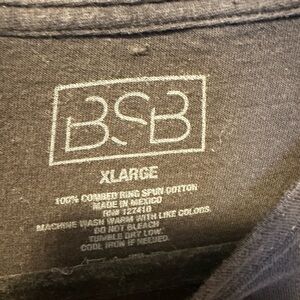 BSB
XLARGE
100% COMBED RING SPUN COTTON
MADE IN MEXICO
RN# 127410
MACHINE WASH WARM WITH LIKE COLORS.
DO NOT BLEACH
TUMBLE DRY LOW.
COOL IRON IF NEEDED.